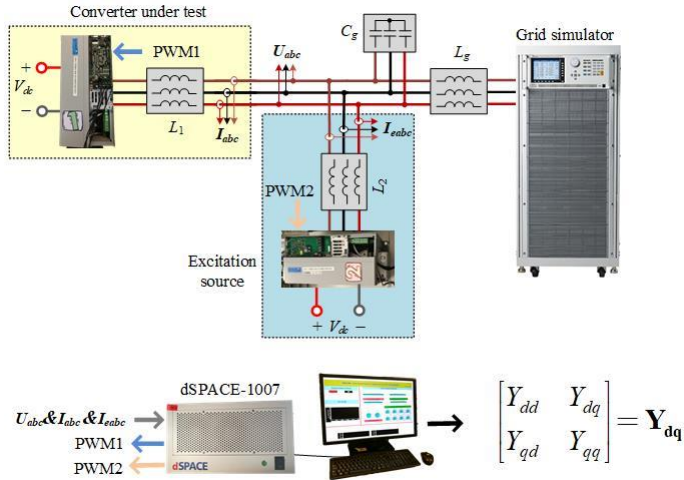 Converter under test
PWM1
+
V_dc
−
L_1
I_abc
U_abc
C_g
L_g
Grid simulator
I_eabc
L_2
PWM2
Excitation
source
+ V_dc −
dSPACE-1007
U_abc&I_abc&I_eabc
PWM1
PWM2
dSPACE
Y_dd Y_dq
Y_qd Y_qq
= Y_dq